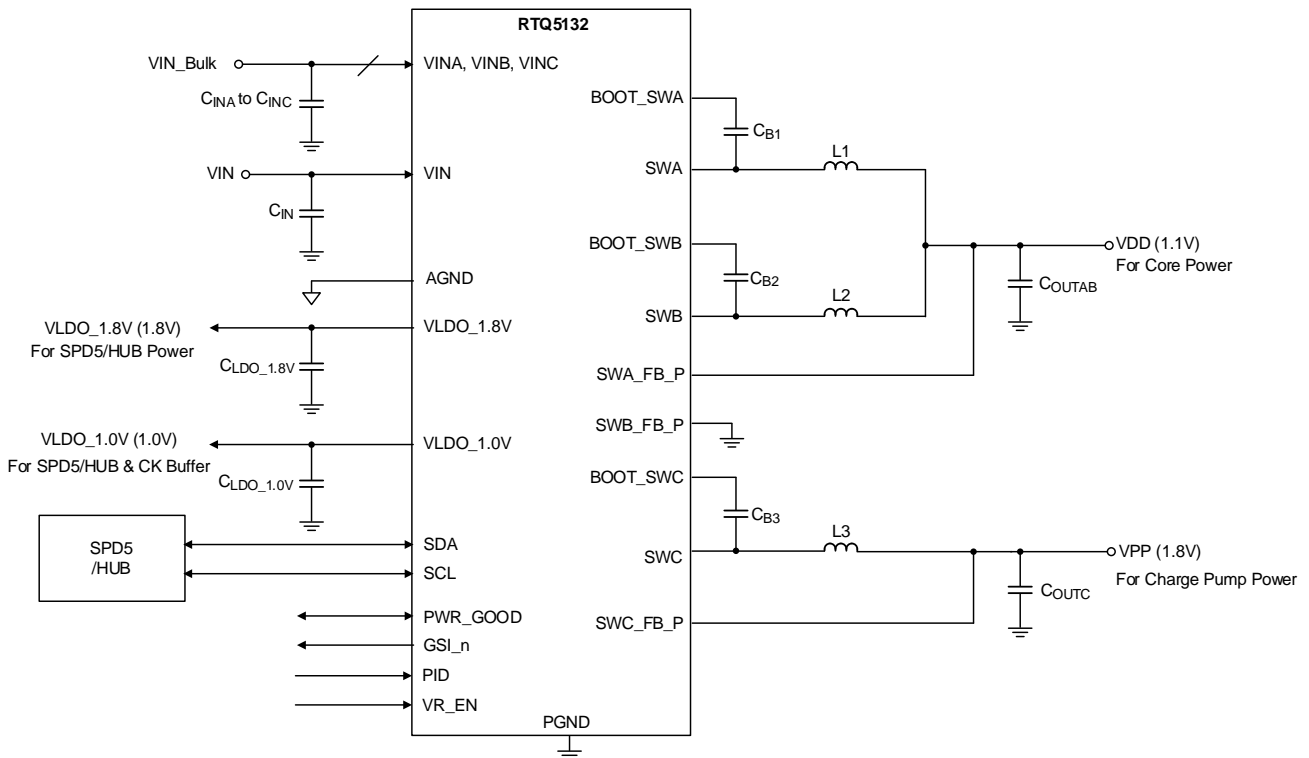 RTQ5132
VIN_Bulk
VINA, VINB, VINC
CINA to CINC
BOOT_SWA
CB1
L1
SWA
VIN
VIN
CIN
BOOT_SWB
CB2
VDD (1.1V)
For Core Power
COUTAB
AGND
L2
SWB
VLDO_1.8V (1.8V)
For SPD5/HUB Power
VLDO_1.8V
CLDO_1.8V
SWA_FB_P
SWB_FB_P
VLDO_1.0V (1.0V)
For SPD5/HUB & CK Buffer
VLDO_1.0V
CLDO_1.0V
BOOT_SWC
CB3
L3
SWC
VPP (1.8V)
For Charge Pump Power
COUTC
SPD5
/HUB
SDA
SCL
PWR_GOOD
SWC_FB_P
GSI_n
PID
VR_EN
PGND